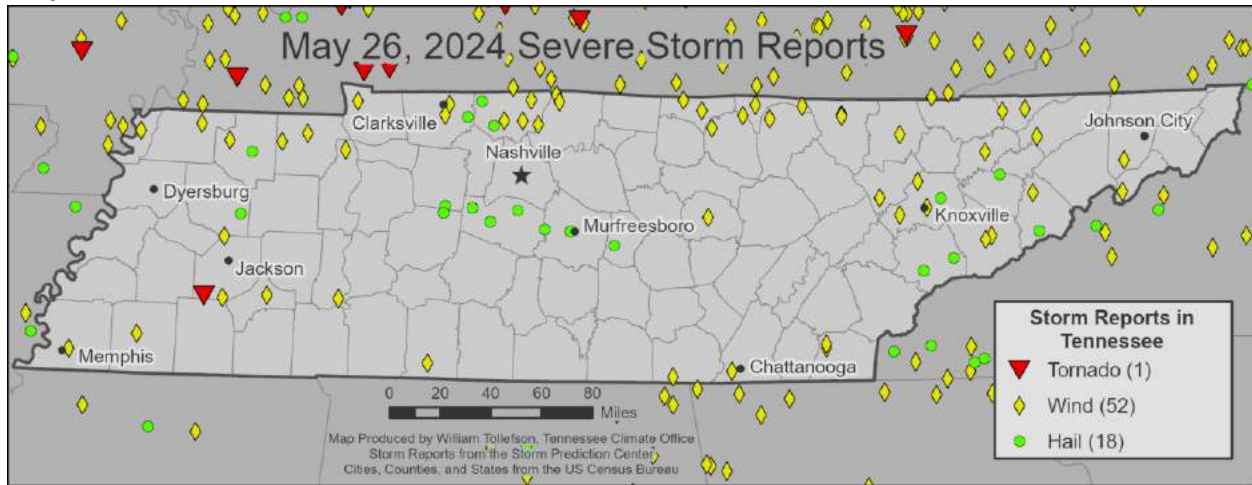 May 26, 2024 Severe Storm Reports
Clarksville
Johnson City
Nashville
Dyersburg
Knoxville
Murfreesboro
Jackson
Memphis
Chattanooga
Storm Reports in
Tennessee
Tornado (1)
Wind (52)
Hail (18)
0 20 40 60 80
Miles
Map Produced by William Tollefson, Tennessee Climate Office
Storm Reports from the Storm Prediction Center
Cities, Counties, and States from the US Census Bureau